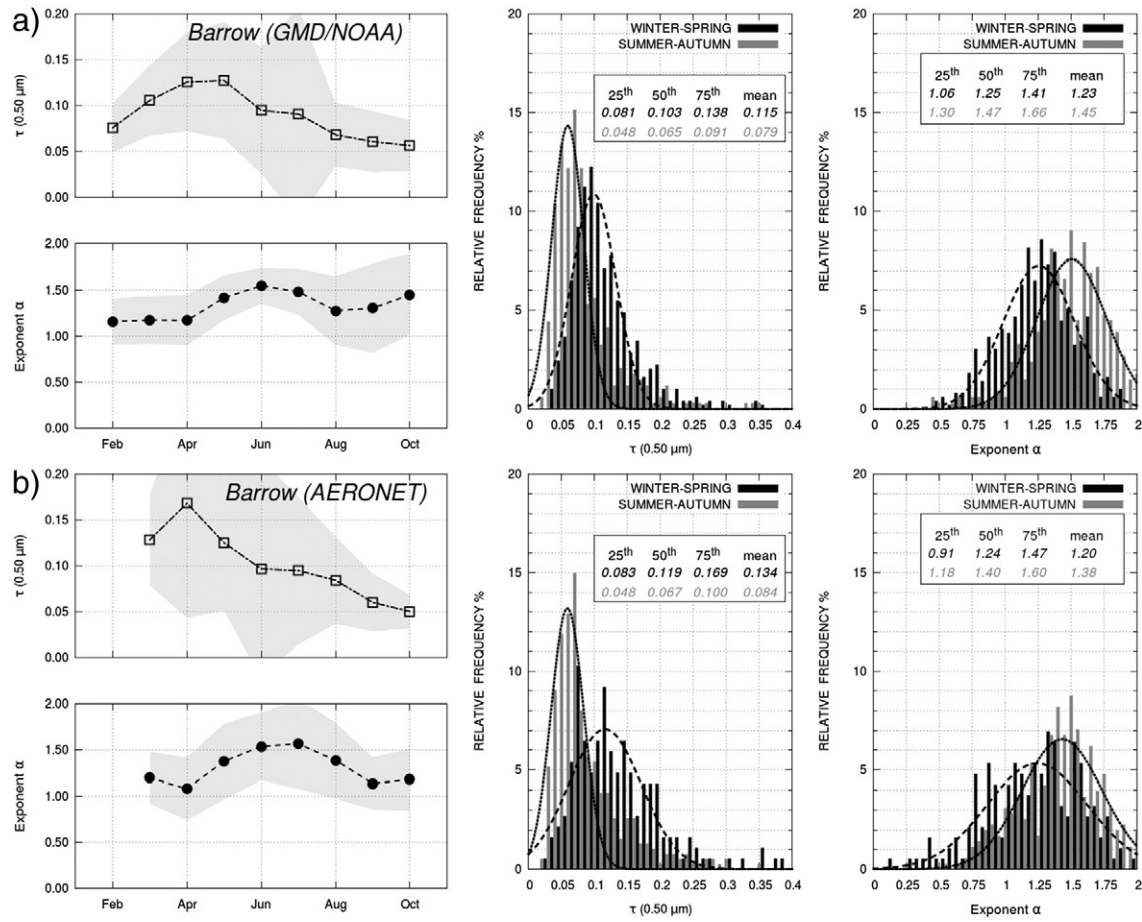 a)
Barrow (GMD/NOAA)
τ (0.50 μm)
0.20
0.15
0.10
0.05
0.00
Exponent α
2.00
1.50
1.00
0.50
0.00
Feb Apr Jun Aug Oct
RELATIVE FREQUENCY %
20
15
10
5
0
WINTER-SPRING
SUMMER-AUTUMN
25th 50th 75th mean
0.081 0.103 0.138 0.115
0.048 0.065 0.091 0.079
0 0.05 0.1 0.15 0.2 0.25 0.3 0.35 0.4
τ (0.50 μm)
RELATIVE FREQUENCY %
20
15
10
5
0
WINTER-SPRING
SUMMER-AUTUMN
25th 50th 75th mean
1.06 1.25 1.41 1.23
1.30 1.47 1.66 1.45
0 0.25 0.5 0.75 1 1.25 1.5 1.75 2
Exponent α
b)
Barrow (AERONET)
τ (0.50 μm)
0.20
0.15
0.10
0.05
0.00
Exponent α
2.00
1.50
1.00
0.50
0.00
Feb Apr Jun Aug Oct
RELATIVE FREQUENCY %
20
15
10
5
0
WINTER-SPRING
SUMMER-AUTUMN
25th 50th 75th mean
0.083 0.119 0.169 0.134
0.048 0.067 0.100 0.084
0 0.05 0.1 0.15 0.2 0.25 0.3 0.35 0.4
τ (0.50 μm)
RELATIVE FREQUENCY %
20
15
10
5
0
WINTER-SPRING
SUMMER-AUTUMN
25th 50th 75th mean
0.91 1.24 1.47 1.20
1.18 1.40 1.60 1.38
0 0.25 0.5 0.75 1 1.25 1.5 1.75 2
Exponent α